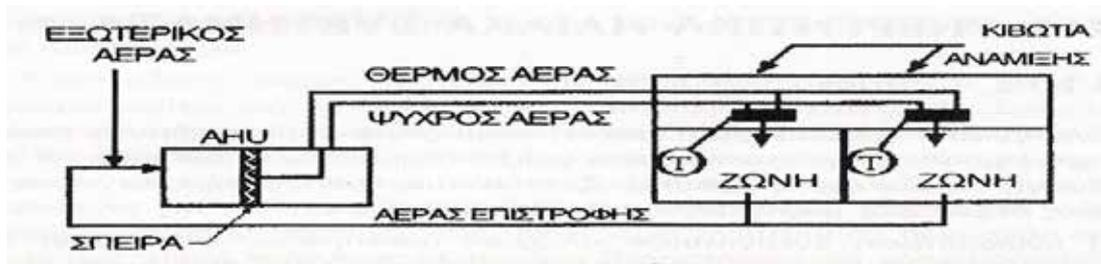 ΕΞΩΤΕΡΙΚΟΣ
ΑΕΡΑΣ
ΚΙΒΩΤΙΑ
ΑΝΑΜΙΞΗΣ
ΘΕΡΜΟΣ ΑΕΡΑΣ
ΨΥΧΡΟΣ ΑΕΡΑΣ
AHU
T
ΖΩΝΗ
T
ΖΩΝΗ
ΑΕΡΑΣ ΕΠΙΣΤΡΟΦΗΣ
ΣΠΕΙΡΑ